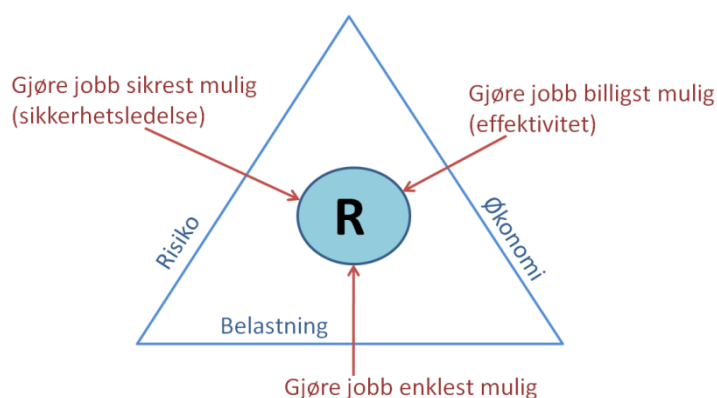 Gjøre jobb sikrest mulig
(sikkerhetsledelse)
Gjøre jobb billigst mulig
(effektivitet)
R
Risiko
Økonomi
Belastning
Gjøre jobb enklest mulig